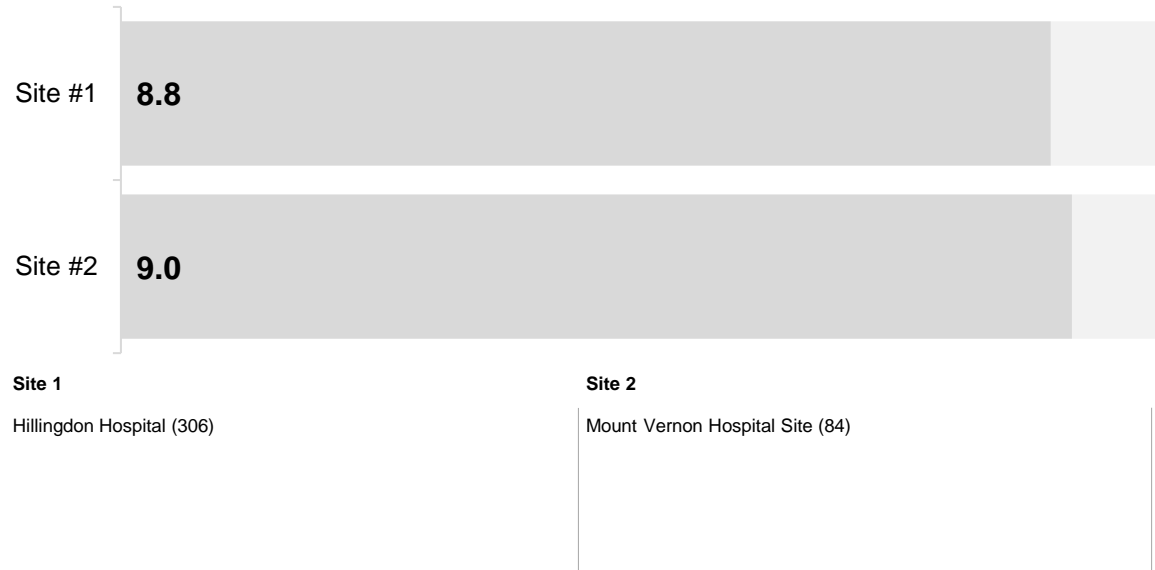 Site #1 8.8
Site #2 9.0
Site 1 Site 2
Hillingdon Hospital (306) Mount Vernon Hospital Site (84)